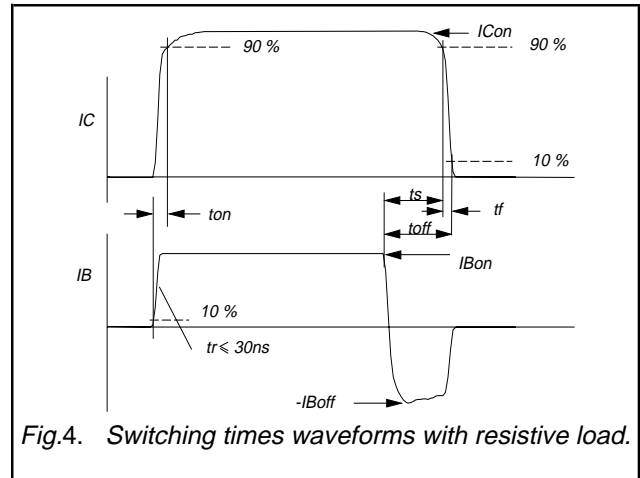 ICon
90 %
90 %
IC
10 %
ts
ton
tf
toff
IB
IBon
10 %
tr ≤ 30ns
-IBoff
Fig.4. Switching times waveforms with resistive load.